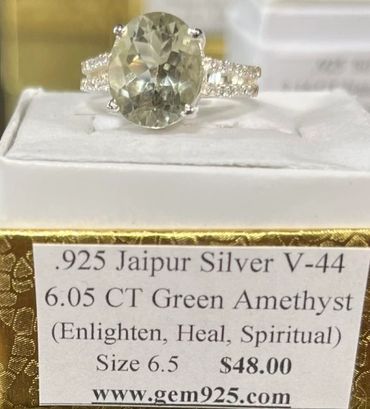 .925 Jaipur Silver V-44
6.05 CT Green Amethyst
(Enlighten, Heal, Spiritual)
Size 6.5 $48.00
www.gem925.com